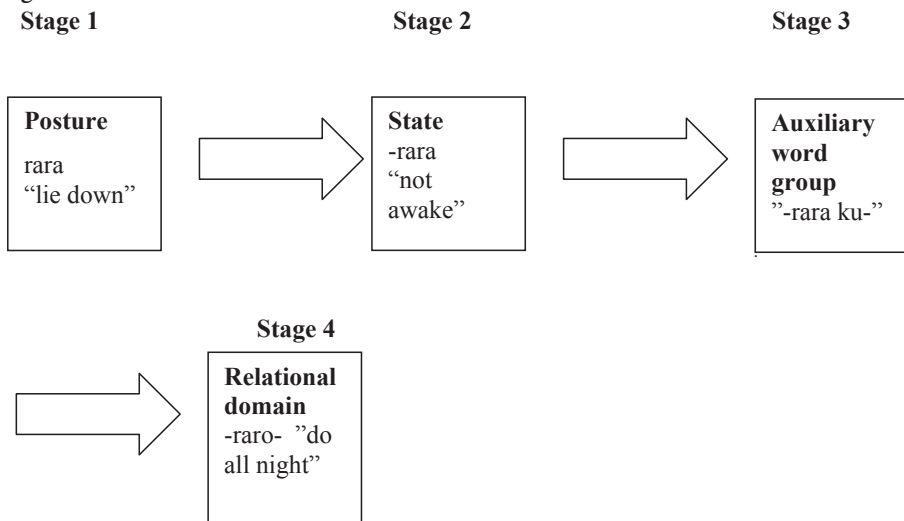 Stage 1 Stage 2 Stage 3
Posture
rara
“lie down”
State
-rara
“not
awake”
Auxiliary
word
group
”-rara ku-”
Stage 4
Relational
domain
-raro- ”do
all night”